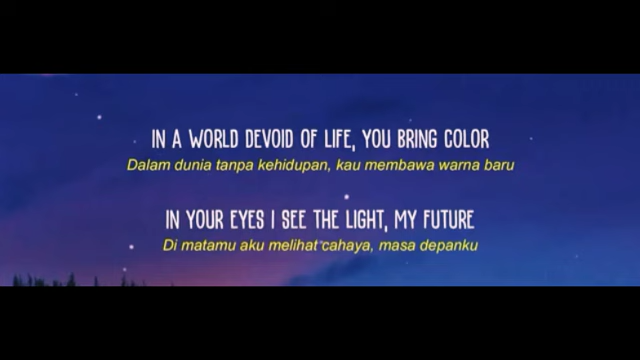 IN A WORLD DEVOID OF LIFE, YOU BRING COLOR
Dalam dunia tanpa kehidupan, kau membawa warna baru
IN YOUR EYES I SEE THE LIGHT, MY FUTURE
Di matamu aku melihat cahaya, masa depanku